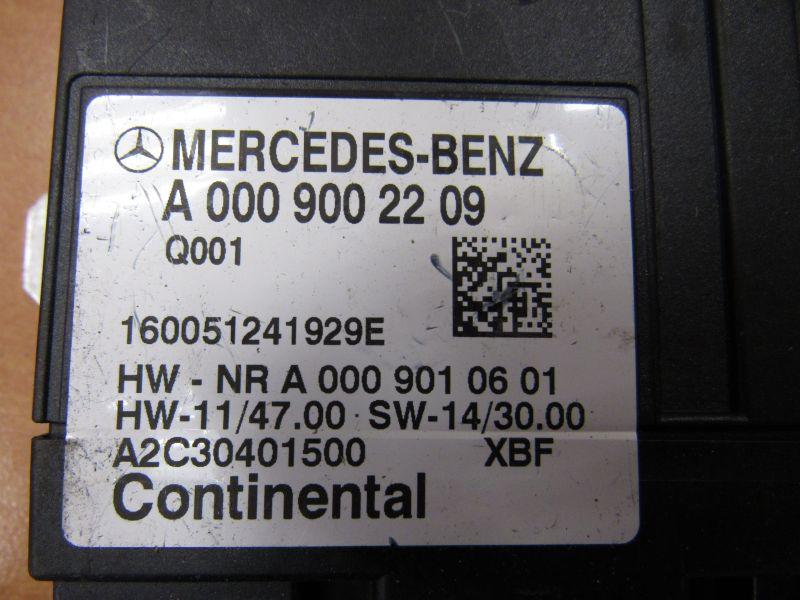 MERCEDES-BENZ
A 000 900 22 09
Q001
160051241929E
HW - NR A 000 901 06 01
HW-11/47.00 SW-14/30.00
A2C30401500 XBF
Continental